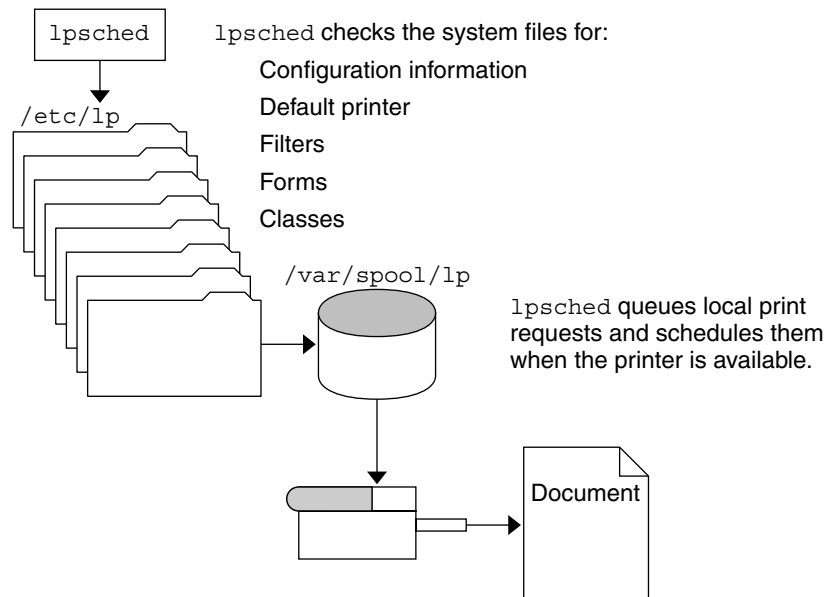 lpsched
lpsched checks the system files for:
Configuration information
/etc/lp
Default printer
Filters
Forms
Classes
/var/spool/lp
lpsched queues local print
requests and schedules them
when the printer is available.
Document